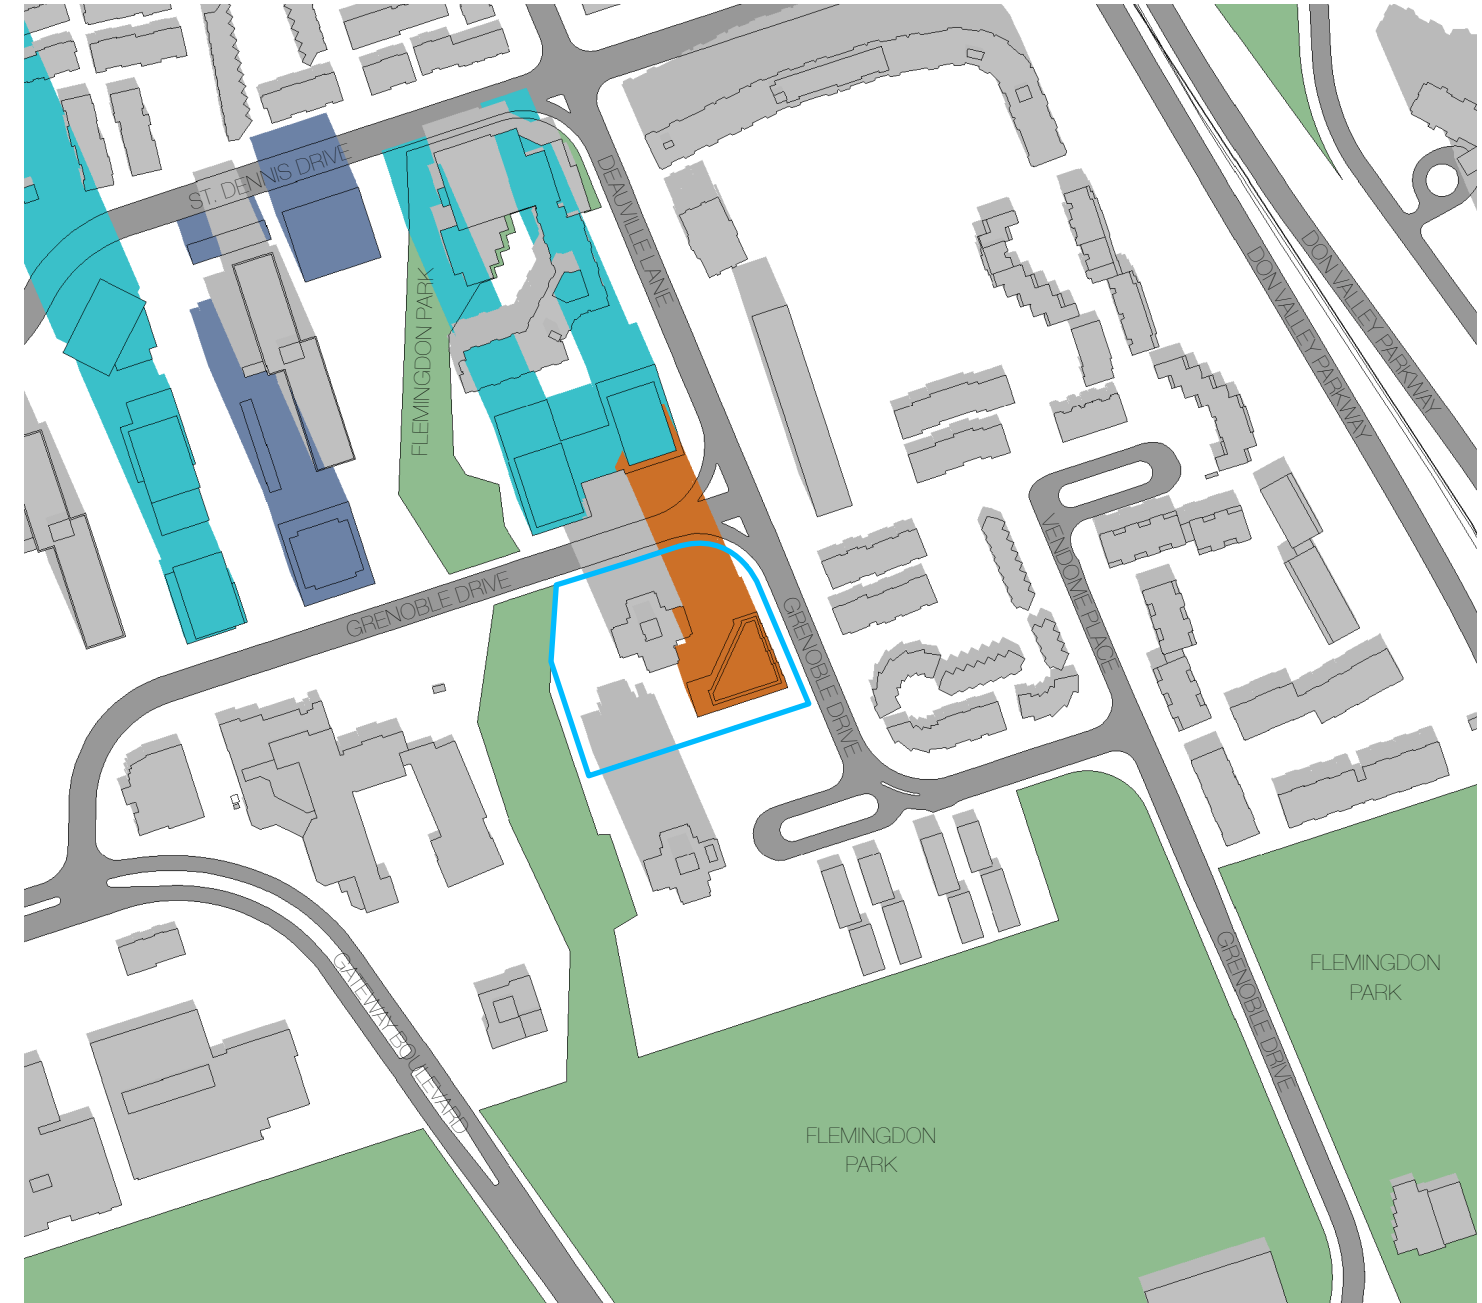 ST. DENNIS DRIVE
DEAUVILLE LANE
FLEMINGDON PARK
DON VALLEY PARKWAY
DON VALLEY PARKWAY
GRENOBLE DRIVE
GRENOBLE DRIVE
VENDOME PLACE
GATEWAY BOULEVARD
GRENOBLE DRIVE
FLEMINGDON
PARK
FLEMINGDON
PARK